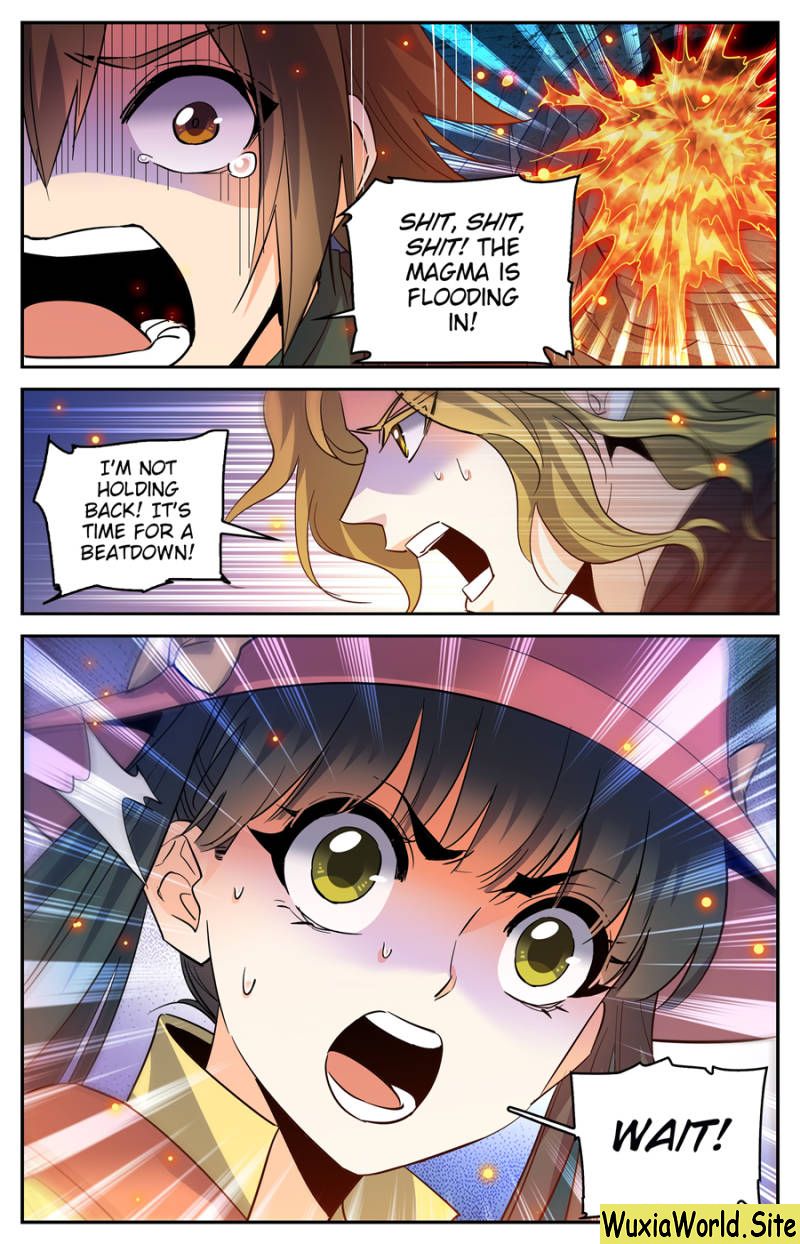 SHIT, SHIT,
SHIT! THE
MAGMA IS
FLOODING
IN!
I'M NOT
HOLDING
BACK! IT'S
TIME FOR A
BEATDOWN!
WAIT!
WuxiaWorld.Site